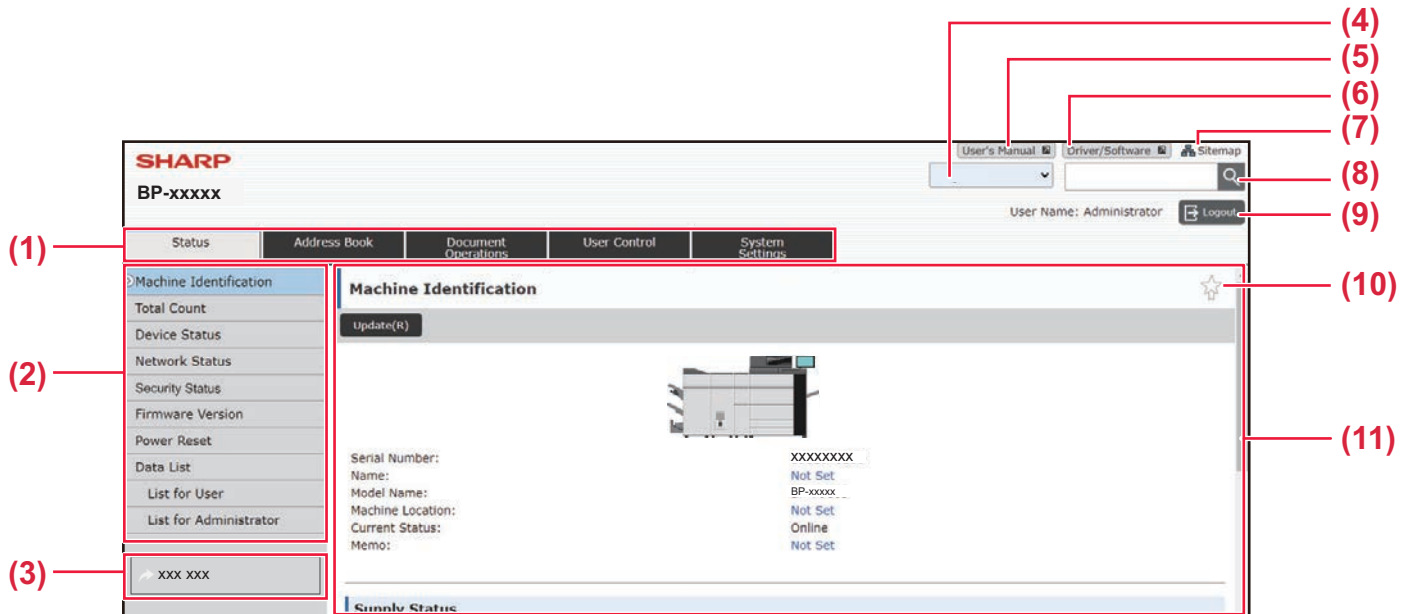 (4)
(5)
(6)
(7)
User's Manual Driver/Software Sitemap
SHARP
(8)
BP-xxxxx
User Name: Administrator Logout
(9)
(1)
Status Address Book Document Operations User Control System Settings
Machine Identification
Machine Identification
(10)
Total Count
Update(R)
Device Status
Network Status
(2)
Security Status
Firmware Version
Power Reset
(11)
Data List
List for User
List for Administrator
Serial Number: XXXXXXXX
Name: Not Set
Model Name: BP-xxxxx
Machine Location: Not Set
Current Status: Online
Memo: Not Set
(3)
xxx xxx
Supply Status